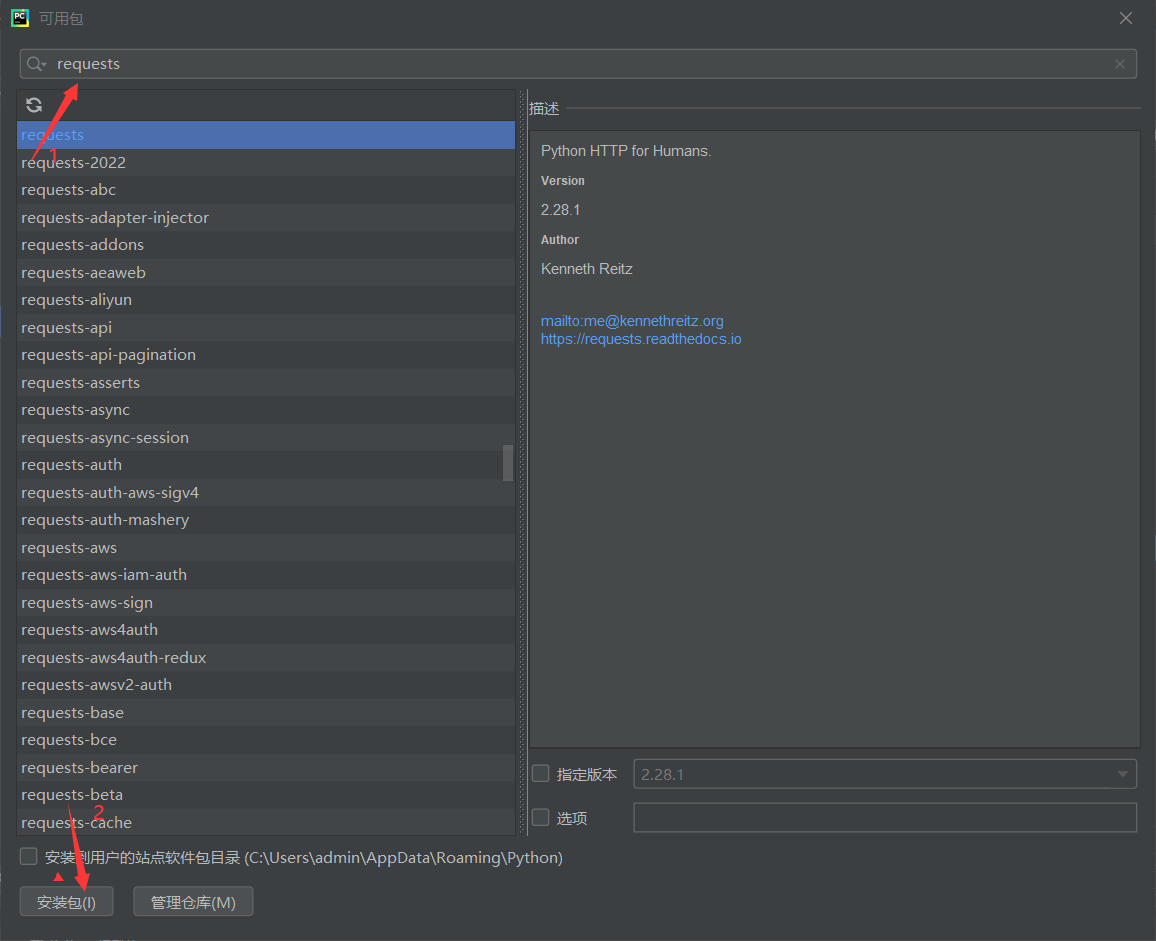 PC
可用包
requests
描述
requests
1
requests-2022
requests-abc
requests-adapter-injector
requests-addons
requests-aeaweb
requests-aliyun
requests-api
requests-api-pagination
requests-asserts
requests-async
requests-async-session
requests-auth
requests-auth-aws-sigv4
requests-auth-mashery
requests-aws
requests-aws-iam-auth
requests-aws-sign
requests-aws4auth
requests-aws4auth-redux
requests-awsv2-auth
requests-base
requests-bce
requests-bearer
requests-beta
2
requests-cache
Python HTTP for Humans.
Version
2.28.1
Author
Kenneth Reitz
mailto:me@kennethreitz.org
https://requests.readthedocs.io
指定版本 2.28.1
选项
安装到用户的站点软件包目录 (C:\Users\admin\AppData\Roaming\Python)
安装包(I) 管理仓库(M)